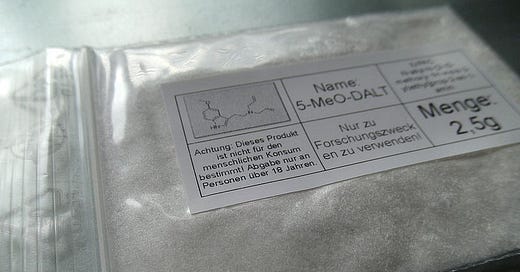 Name:
5-MeO-DALT
Menge:
2,5g
Achtung: Dieses Produkt
ist nicht für den
menschlichen Konsum
bestimmt! Abgabe nur an
Personen über 18 Jahren.
Nur zu
Forschungszweck
en zu verwenden!